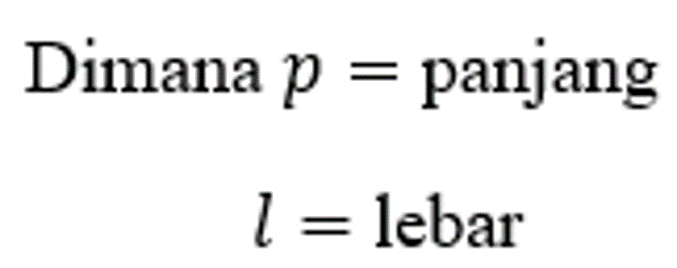 Dimana p = panjang
l = lebar